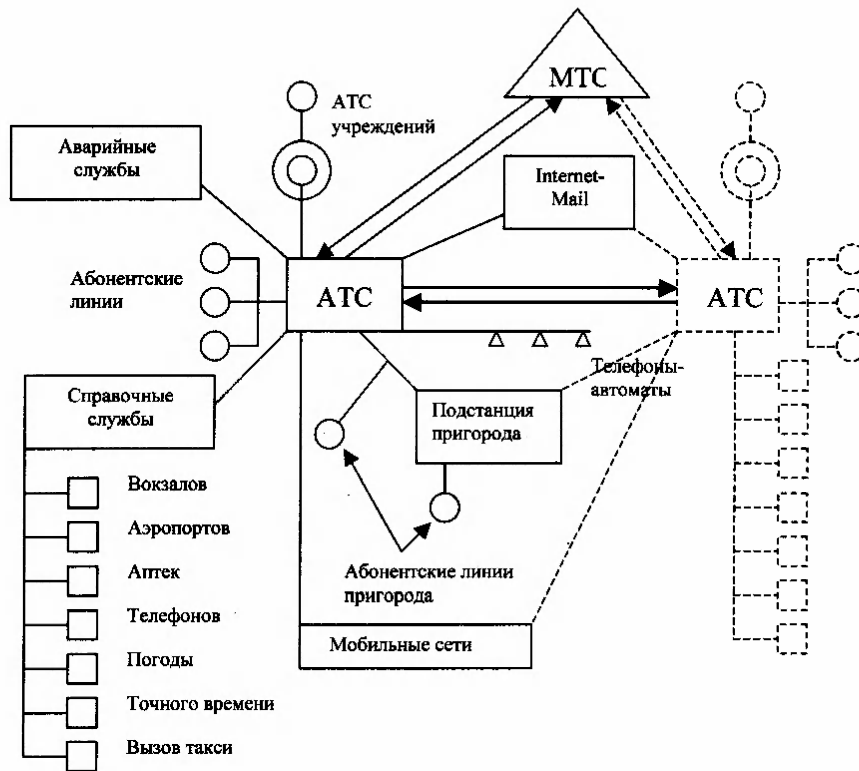 МТС
АТС
учреждений
Аварийные
службы
Internet-
Mail
Абонентские
линии
АТС
АТС
Телефоны-
автоматы
Справочные
службы
Подстанция
пригорода
Вокзалов
Аэропортов
Аптек
Телефонов
Погоды
Точного времени
Вызов такси
Абонентские линии
пригорода
Мобильные сети